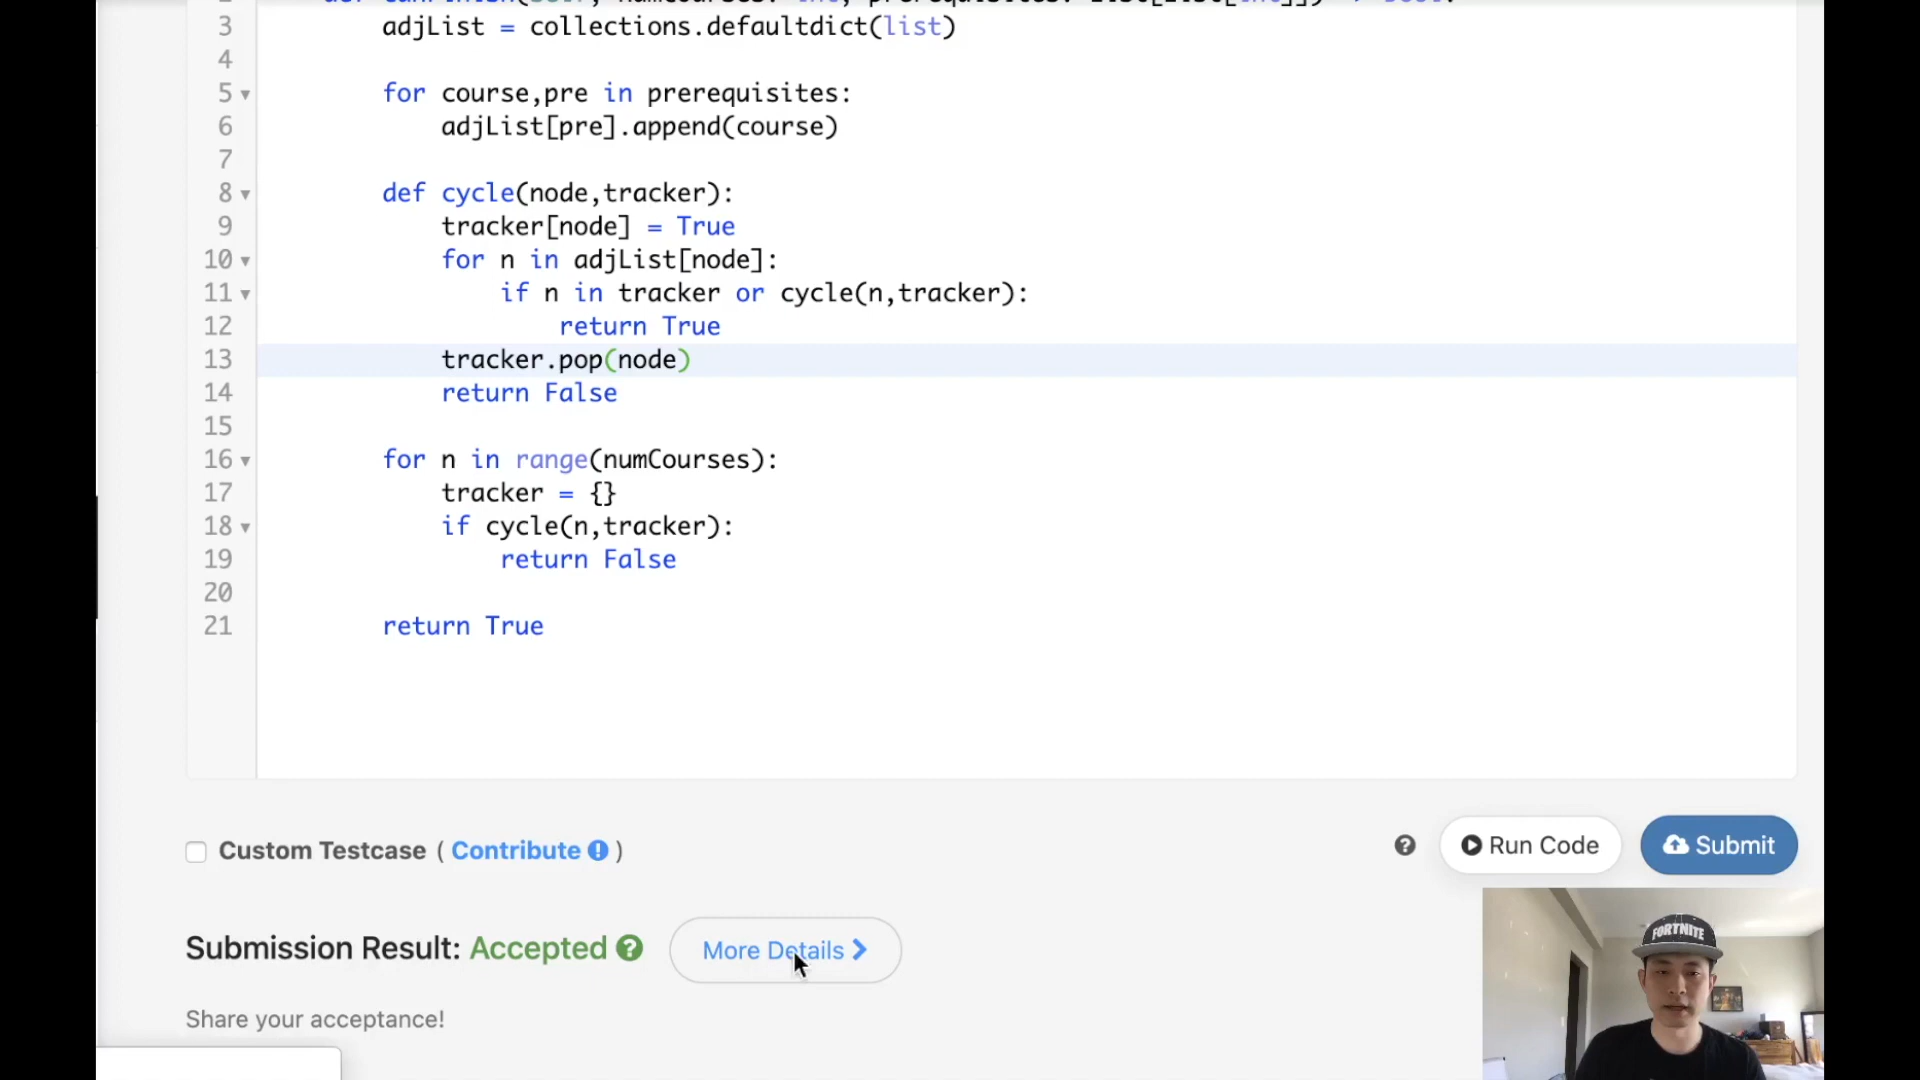 3 adjList = collections.defaultdict(list)
4
5 for course,pre in prerequisites:
6 adjList[pre].append(course)
7
8 def cycle(node,tracker):
9 tracker[node] = True
10 for n in adjList[node]:
11 if n in tracker or cycle(n,tracker):
12 return True
13 tracker.pop(node)
14 return False
15
16 for n in range(numCourses):
17 tracker = {}
18 if cycle(n,tracker):
19 return False
20
21 return True
Custom Testcase ( Contribute )
Run Code
Submit
Submission Result: Accepted
More Details
Share your acceptance!
FORTNITE